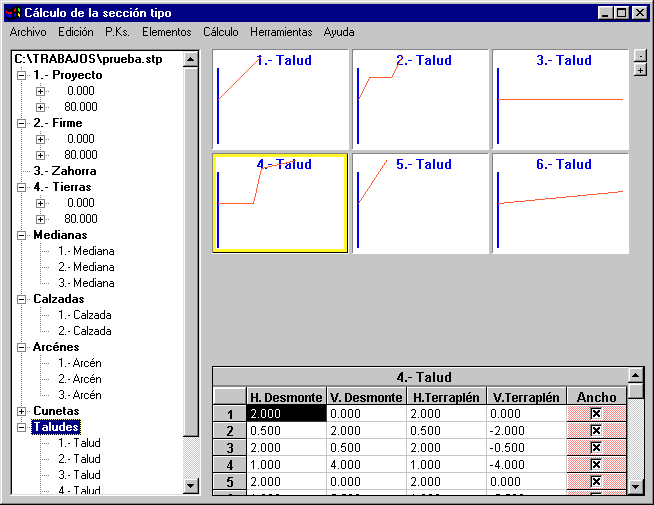 Cálculo de la sección tipo
Archivo Edición P.Ks. Elementos Cálculo Herramientas Ayuda
C:\TRABAJOS\prueba.stp
1.- Proyecto
0.000
80.000
2.- Firme
0.000
80.000
3.- Zahorra
4.- Tierras
0.000
80.000
Medianas
1.- Mediana
2.- Mediana
3.- Mediana
Calzadas
1.- Calzada
2.- Calzada
Arcénes
1.- Arcén
2.- Arcén
3.- Arcén
Cunetas
Taludes
1.- Talud
2.- Talud
3.- Talud
4.- Talud
1.- Talud 2.- Talud 3.- Talud
4.- Talud 5.- Talud 6.- Talud
4.- Talud
H. Desmonte V. Desmonte H.Terraplén V.Terraplén Ancho
1 2.000 0.000 2.000 0.000
2 0.500 2.000 0.500 -2.000
3 2.000 0.500 2.000 -0.500
4 1.000 4.000 1.000 -4.000
5 2.000 0.000 2.000 0.000